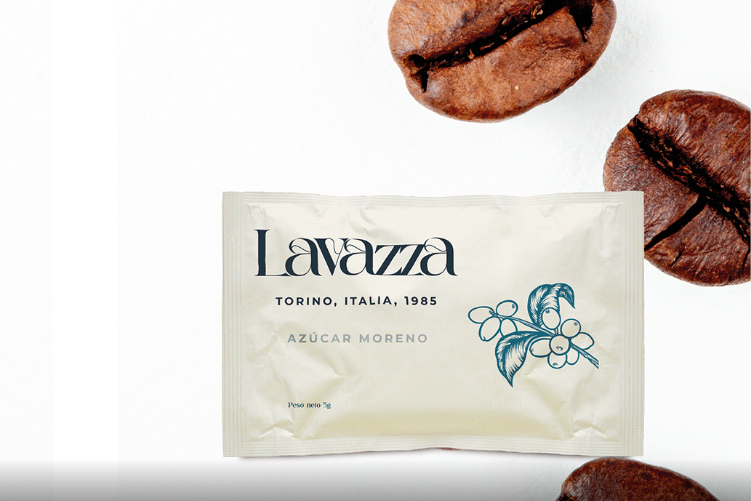 Lavazza
TORINO, ITALIA, 1985
AZÚCAR MORENO
Peso neto 5g